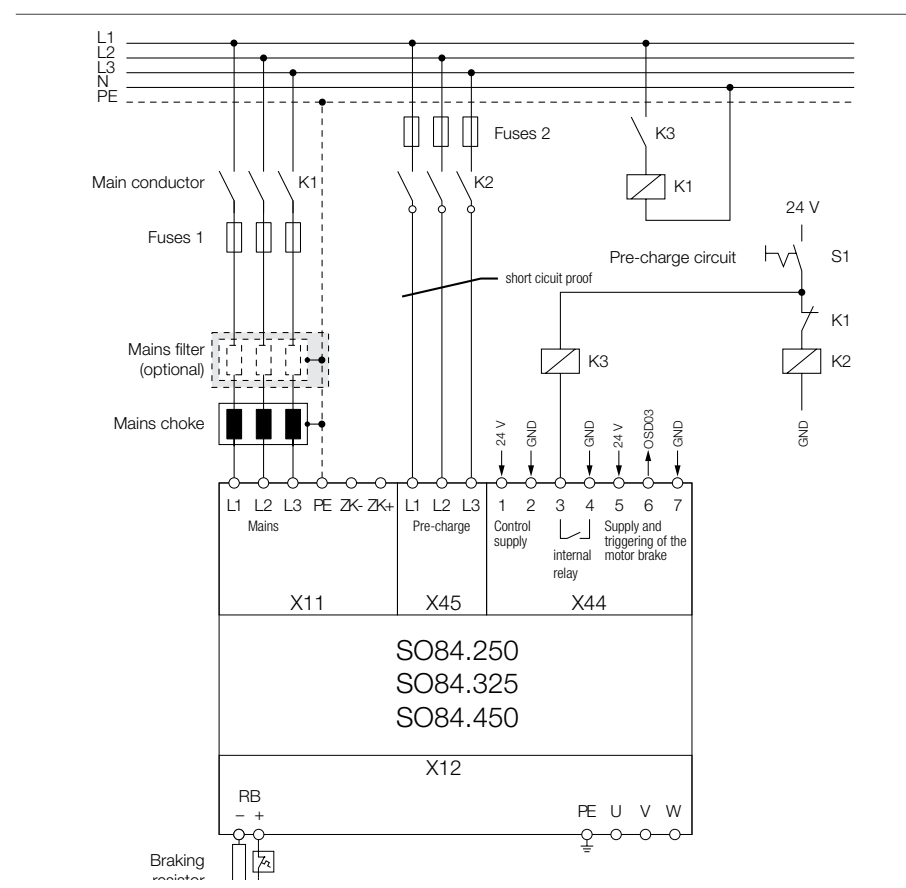 L1
L2
L3
N
PE
Fuses 2
K3
Main conductor
K1
K2
K1
24 V
Fuses 1
Pre-charge circuit
S1
short cicuit proof
K1
Mains filter
(optional)
K3
K2
Mains choke
24 V
GND
GND
24 V
OSD03
GND
GND
L1 L2 L3 PE ZK- ZK+ L1 L2 L3 1 2 3 4 5 6 7
Mains
Pre-charge
Control
supply
internal
relay
Supply and
triggering of the
motor brake
X11 X45 X44
SO84.250
SO84.325
SO84.450
X12
RB
− +
PE U V W
Braking
resistor